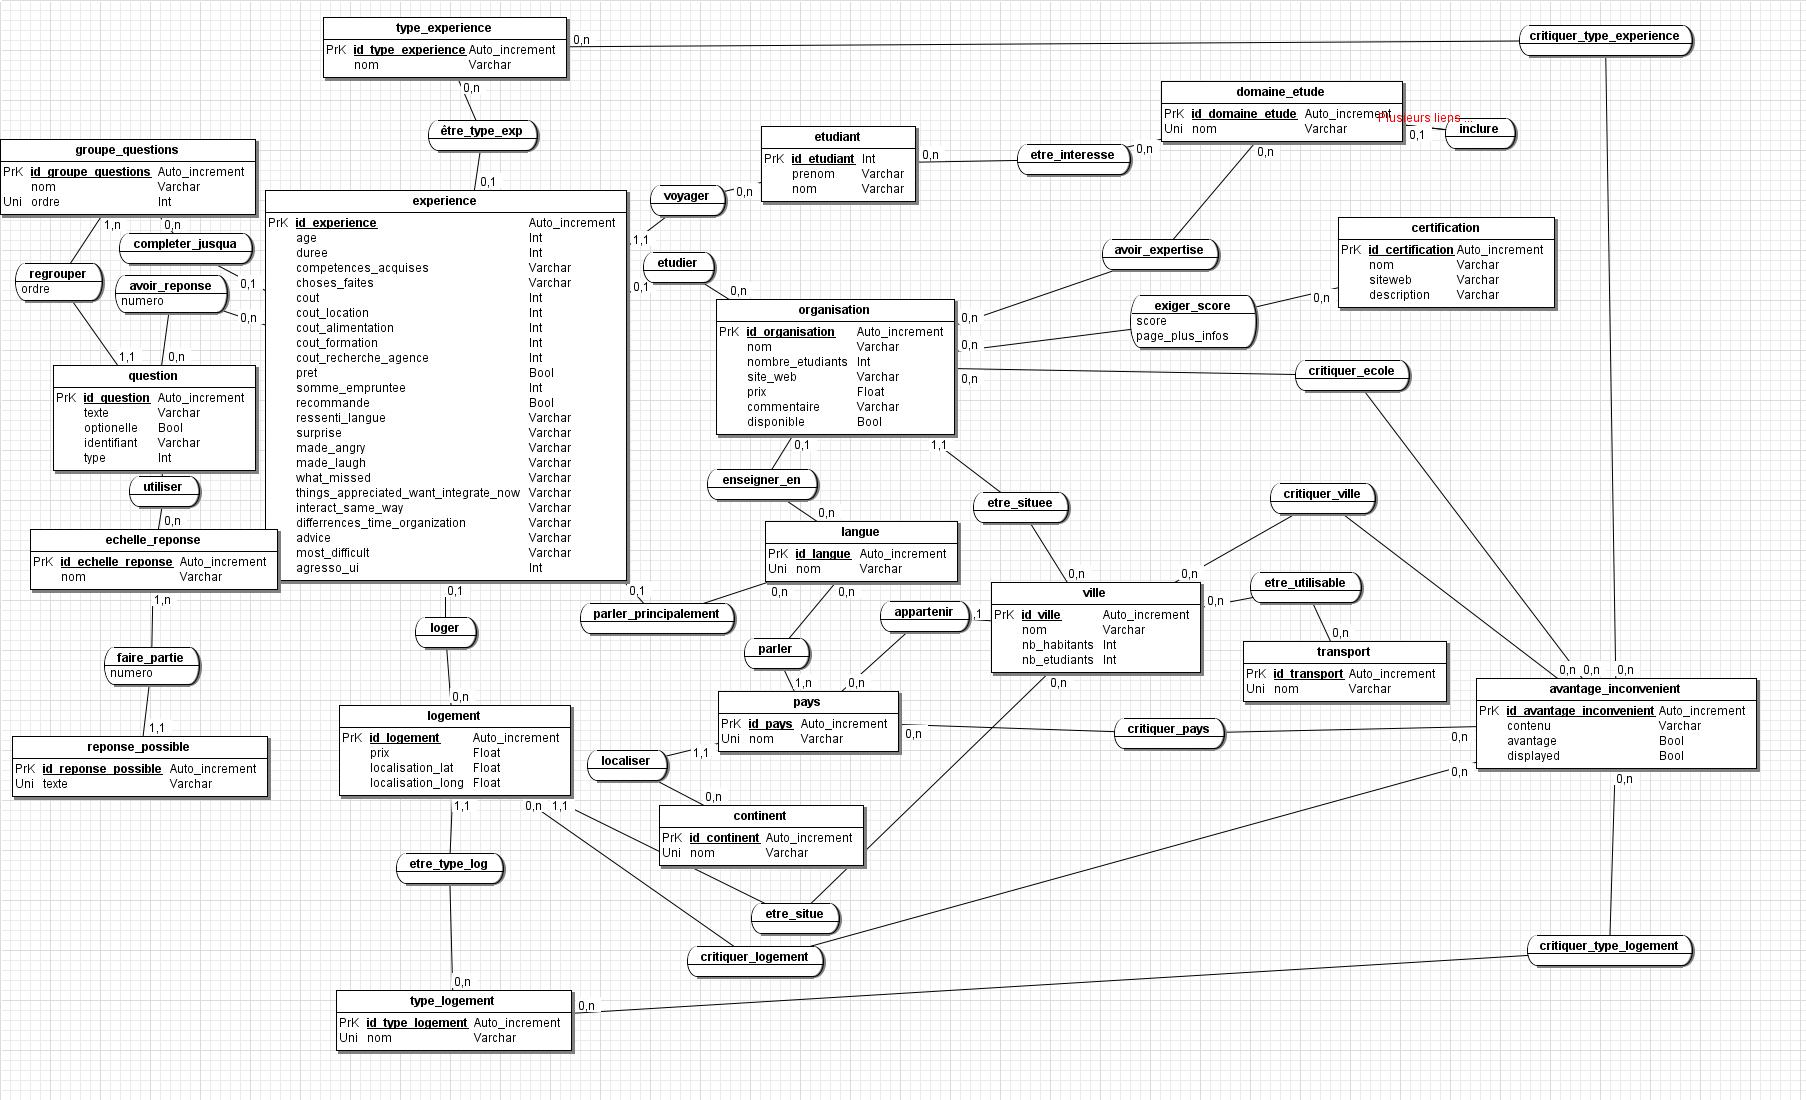 type_experience
PrK id_type_experience Auto_increment
nom Varchar
0,n
critiquer_type_experience
0,n
être_type_exp
0,1
domaine_etude
PrK id_domaine_etude Auto_increment
Uni nom Varchar
Plusieurs liens ...
0,1
inclure
0,n
0,n
etudiant
PrK id_etudiant Int
prenom Varchar
nom Varchar
0,n
etre_interesse
0,n
voyager
1,1
groupe_questions
PrK id_groupe_questions Auto_increment
nom Varchar
Uni ordre Int
1,n
0,n
completer_jusqua
0,1
regrouper
ordre
avoir_reponse
numero
0,n
1,1
0,n
experience
PrK id_experience Auto_increment
age Int
duree Int
competences_acquises Varchar
choses_faites Varchar
cout Int
cout_location Int
cout_alimentation Int
cout_formation Int
cout_recherche_agence Int
pret Bool
somme_empruntee Int
recommande Bool
ressenti_langue Varchar
surprise Varchar
made_angry Varchar
made_laugh Varchar
what_missed Varchar
things_appreciated_want_integrate_now Varchar
interact_same_way Varchar
differrences_time_organization Varchar
advice Varchar
most_difficult Varchar
agresso_ui Int
etudier
0,1
0,n
avoir_expertise
certification
PrK id_certification Auto_increment
nom Varchar
siteweb Varchar
description Varchar
0,n
exiger_score
score
page_plus_infos
organisation
PrK id_organisation Auto_increment
nom Varchar
nombre_etudiants Int
site_web Varchar
prix Float
commentaire Varchar
disponible Bool
0,n
0,n
0,n
critiquer_ecole
0,1
1,1
question
PrK id_question Auto_increment
texte Varchar
optionelle Bool
identifiant Varchar
type Int
utiliser
0,n
echelle_reponse
PrK id_echelle_reponse Auto_increment
nom Varchar
1,n
faire_partie
numero
1,1
reponse_possible
PrK id_reponse_possible Auto_increment
Uni texte Varchar
enseigner_en
0,n
etre_situee
0,n
critiquer_ville
0,n
langue
PrK id_langue Auto_increment
Uni nom Varchar
0,n
0,n
0,1
parler_principalement
0,1
loger
0,n
parler
1,n
appartenir
,1
0,n
ville
PrK id_ville Auto_increment
nom Varchar
nb_habitants Int
nb_etudiants Int
0,n
0,n
etre_utilisable
0,n
transport
PrK id_transport Auto_increment
Uni nom Varchar
0,n
0,n
0,n
avantage_inconvenient
PrK id_avantage_inconvenient Auto_increment
contenu Varchar
avantage Bool
displayed Bool
0,n
0,n
0,n
pays
PrK id_pays Auto_increment
Uni nom Varchar
0,n
critiquer_pays
1,1
localiser
0,n
continent
PrK id_continent Auto_increment
Uni nom Varchar
logement
PrK id_logement Auto_increment
prix Float
localisation_lat Float
localisation_long Float
1,1
0,n
1,1
etre_type_log
0,n
etre_situe
critiquer_logement
critiquer_type_logement
type_logement
PrK id_type_logement Auto_increment
Uni nom Varchar
0,n